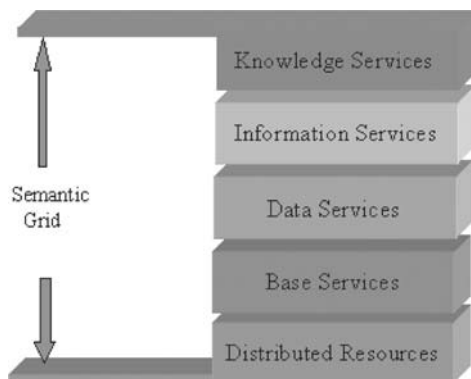 Knowledge Services
Information Services
Semantic
Grid
Data Services
Base Services
Distributed Resources